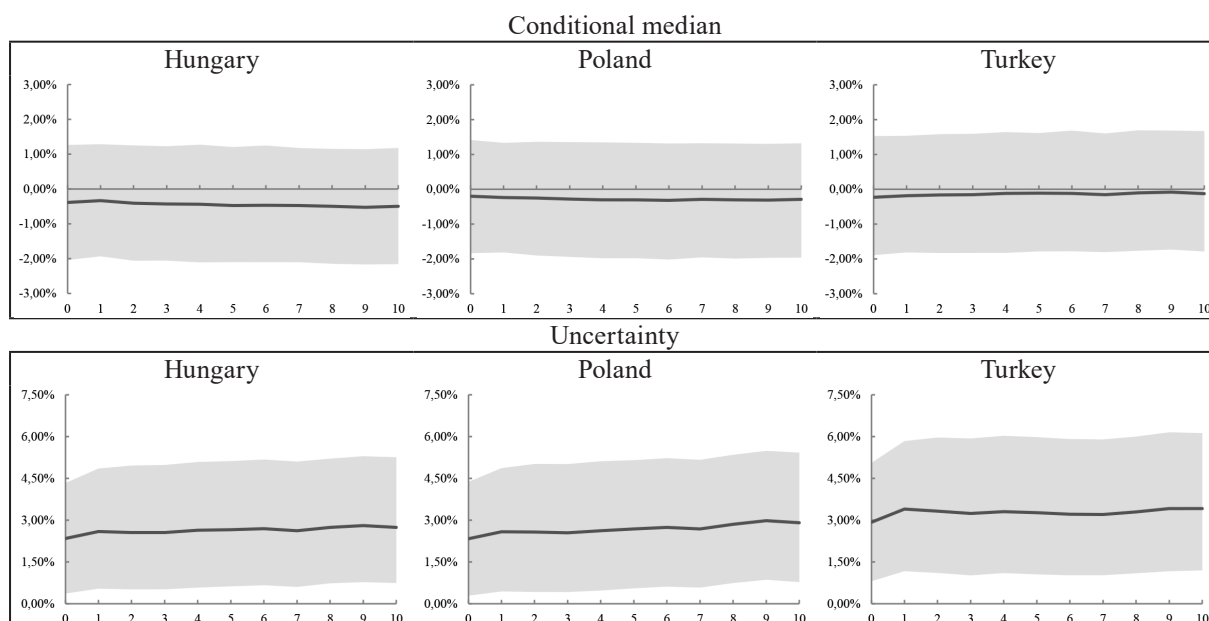 Conditional median
Hungary Poland Turkey
3,00% 3,00% 3,00%
2,00% 2,00% 2,00%
1,00% 1,00% 1,00%
0,00% 0,00% 0,00%
-1,00% -1,00% -1,00%
-2,00% -2,00% -2,00%
-3,00% -3,00% -3,00%
0 1 2 3 4 5 6 7 8 9 10 0 1 2 3 4 5 6 7 8 9 10 0 1 2 3 4 5 6 7 8 9 10
Uncertainty
Hungary Poland Turkey
7,50% 7,50% 7,50%
6,00% 6,00% 6,00%
4,50% 4,50% 4,50%
3,00% 3,00% 3,00%
1,50% 1,50% 1,50%
0,00% 0,00% 0,00%
0 1 2 3 4 5 6 7 8 9 10 0 1 2 3 4 5 6 7 8 9 10 0 1 2 3 4 5 6 7 8 9 10